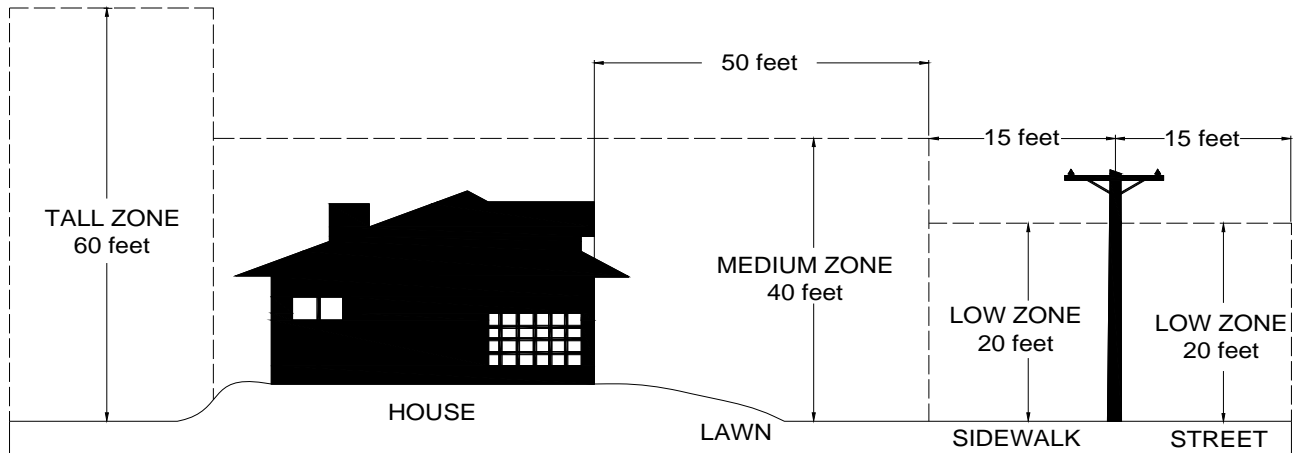 50 feet
15 feet
15 feet
TALL ZONE
60 feet
MEDIUM ZONE
40 feet
LOW ZONE
20 feet
LOW ZONE
20 feet
HOUSE
LAWN
SIDEWALK
STREET